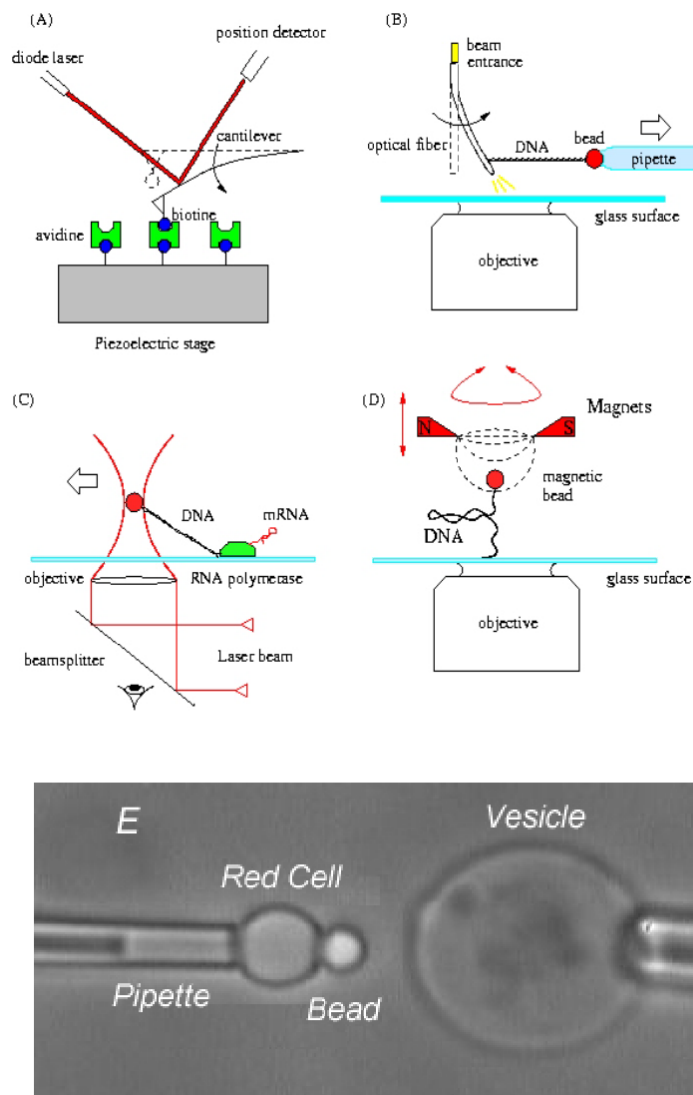 (A)
position detector
diode laser
cantilever
biotine
avidine
Piezoelectric stage
(B)
beam
entrance
optical fiber
DNA
bead
pipette
glass surface
objective
(C)
DNA
mRNA
objective
RNA polymerase
beamsplitter
Laser beam
(D)
Magnets
N
S
magnetic
bead
DNA
glass surface
objective
E
Vesicle
Red Cell
Pipette
Bead